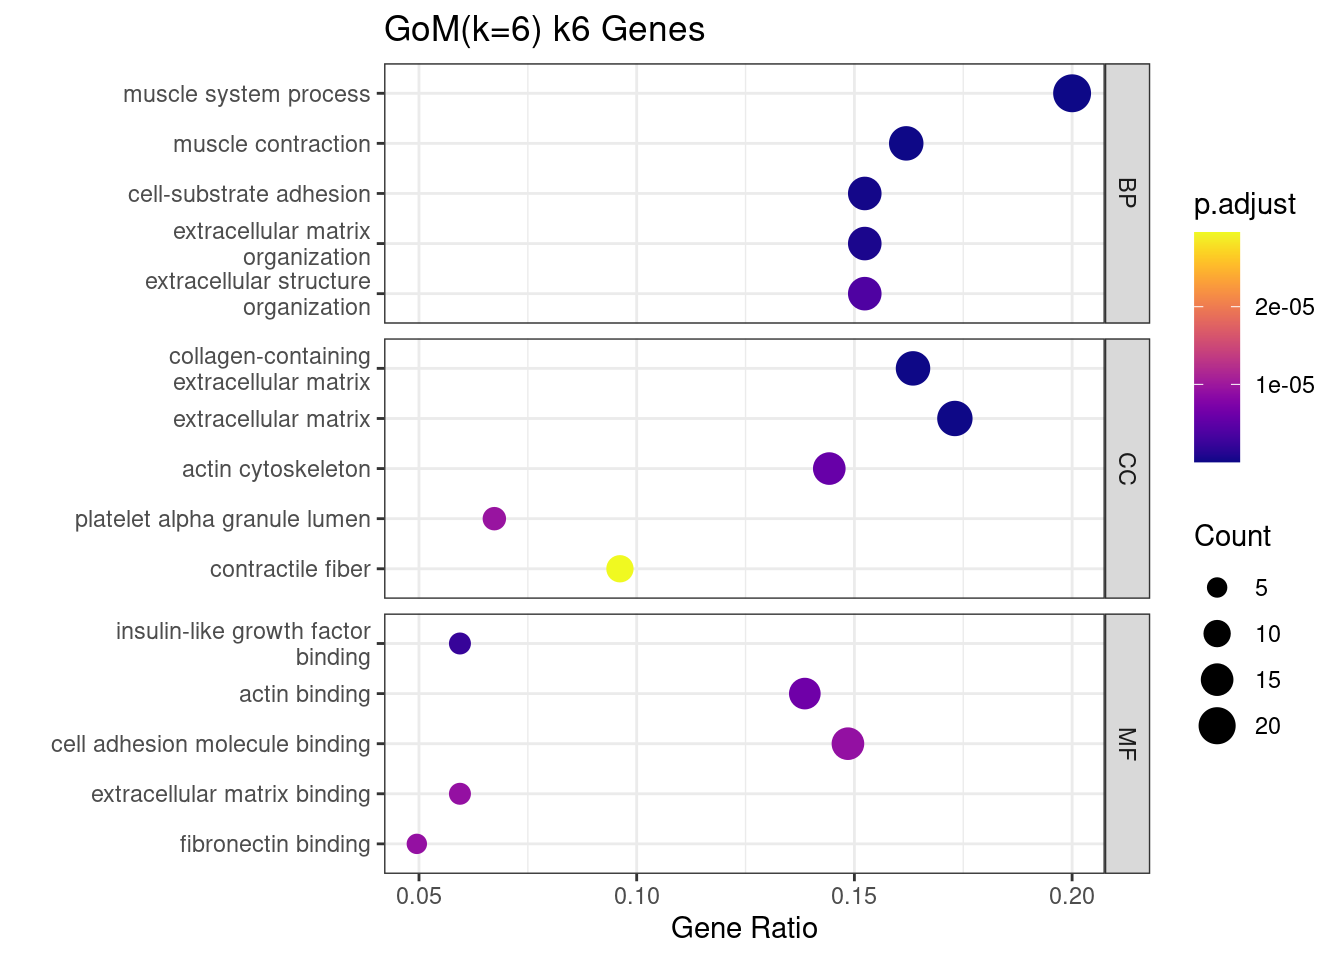 GoM(k=6) k6 Genes
muscle system process
muscle contraction
cell-substrate adhesion
extracellular matrix
organization
extracellular structure
organization
BP
collagen-containing
extracellular matrix
extracellular matrix
actin cytoskeleton
platelet alpha granule lumen
contractile fiber
CC
insulin-like growth factor
binding
actin binding
cell adhesion molecule binding
extracellular matrix binding
fibronectin binding
MF
0.05
0.10
0.15
0.20
Gene Ratio
p.adjust
2e-05
1e-05
Count
5
10
15
20